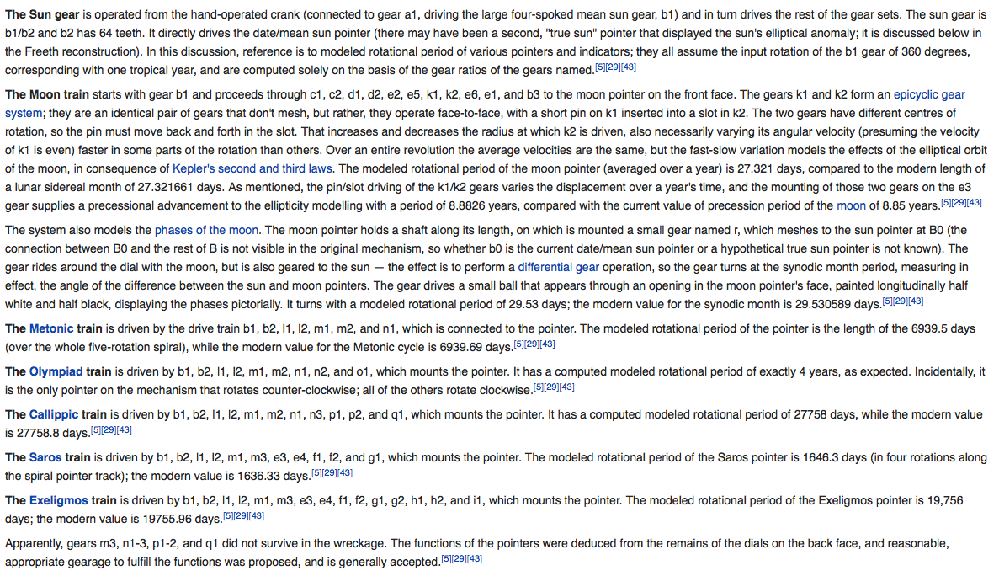 The Sun gear is operated from the hand-operated crank (connected to gear a1, driving the large four-spoked mean sun gear, b1) and in turn drives the rest of the gear sets. The sun gear is
b1/b2 and b2 has 64 teeth. It directly drives the date/mean sun pointer (there may have been a second, "true sun" pointer that displayed the sun's elliptical anomaly; it is discussed below in
the Freeth reconstruction). In this discussion, reference is to modeled rotational period of various pointers and indicators; they all assume the input rotation of the b1 gear of 360 degrees,
corresponding with one tropical year, and are computed solely on the basis of the gear ratios of the gears named.[5][29][43]
The Moon train starts with gear b1 and proceeds through c1, c2, d1, d2, e2, e5, k1, k2, e6, e1, and b3 to the moon pointer on the front face. The gears k1 and k2 form an epicyclic gear
system; they are an identical pair of gears that don't mesh, but rather, they operate face-to-face, with a short pin on k1 inserted into a slot in k2. The two gears have different centres of
rotation, so the pin must move back and forth in the slot. That increases and decreases the radius at which k2 is driven, also necessarily varying its angular velocity (presuming the velocity
of k1 is even) faster in some parts of the rotation than others. Over an entire revolution the average velocities are the same, but the fast-slow variation models the effects of the elliptical orbit
of the moon, in consequence of Kepler's second and third laws. The modeled rotational period of the moon pointer (averaged over a year) is 27.321 days, compared to the modern length of
a lunar sidereal month of 27.321661 days. As mentioned, the pin/slot driving of the k1/k2 gears varies the displacement over a year's time, and the mounting of those two gears on the e3
gear supplies a precessional advancement to the ellipticity modelling with a period of 8.8826 years, compared with the current value of precession period of the moon of 8.85 years.[5][29][43]
The system also models the phases of the moon. The moon pointer holds a shaft along its length, on which is mounted a small gear named r, which meshes to the sun pointer at B0 (the
connection between B0 and the rest of B is not visible in the original mechanism, so whether b0 is the current date/mean sun pointer or a hypothetical true sun pointer is not known). The
gear rides around the dial with the moon, but is also geared to the sun — the effect is to perform a differential gear operation, so the gear turns at the synodic month period, measuring in
effect, the angle of the difference between the sun and moon pointers. The gear drives a small ball that appears through an opening in the moon pointer's face, painted longitudinally half
white and half black, displaying the phases pictorially. It turns with a modeled rotational period of 29.53 days; the modern value for the synodic month is 29.530589 days.[5][29][43]
The Metonic train is driven by the drive train b1, b2, l1, l2, m1, m2, and n1, which is connected to the pointer. The modeled rotational period of the pointer is the length of the 6939.5 days
(over the whole five-rotation spiral), while the modern value for the Metonic cycle is 6939.69 days.[5][29][43]
The Olympiad train is driven by b1, b2, l1, l2, m1, m2, n1, n2, and o1, which mounts the pointer. It has a computed modeled rotational period of exactly 4 years, as expected. Incidentally, it
is the only pointer on the mechanism that rotates counter-clockwise; all of the others rotate clockwise.[5][29][43]
The Callippic train is driven by b1, b2, l1, l2, m1, m2, n1, n3, p1, p2, and q1, which mounts the pointer. It has a computed modeled rotational period of 27758 days, while the modern value
is 27758.8 days.[5][29][43]
The Saros train is driven by b1, b2, l1, l2, m1, m3, e3, e4, f1, f2, and g1, which mounts the pointer. The modeled rotational period of the Saros pointer is 1646.3 days (in four rotations along
the spiral pointer track); the modern value is 1636.33 days.[5][29][43]
The Exeligmos train is driven by b1, b2, l1, l2, m1, m3, e3, e4, f1, f2, g1, g2, h1, h2, and i1, which mounts the pointer. The modeled rotational period of the Exeligmos pointer is 19,756
days; the modern value is 19755.96 days.[5][29][43]
Apparently, gears m3, n1-3, p1-2, and q1 did not survive in the wreckage. The functions of the pointers were deduced from the remains of the dials on the back face, and reasonable,
appropriate gearage to fulfill the functions was proposed, and is generally accepted.[5][29][43]